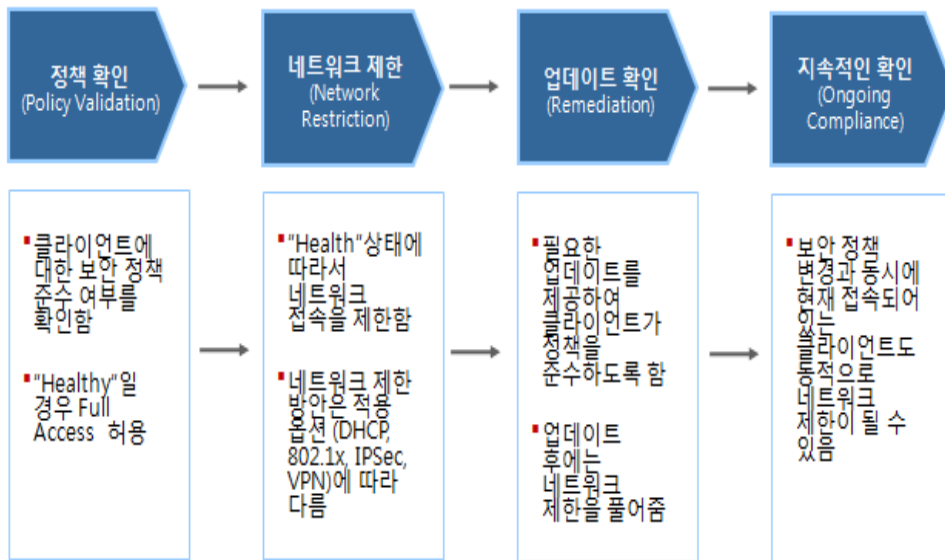 정책 확인
(Policy Validation)
네트워크 제한
(Network
Restriction)
업데이트 확인
(Remediation)
지속적인 확인
(Ongoing
Compliance)
클라이언트에
대한 보안 정책
준수 여부를
확인함
"Healthy"일
경우 Full
Access 허용
"Health"상태에
따라서
네트워크
접속을 제한함
네트워크 제한
방안은 적용
옵션 (DHCP,
802.1x, IPSec,
VPN)에 따라
다름
필요한
업데이트를
제공하여
클라이언트가
정책을
준수하도록 함
업데이트
후에는
네트워크
제한을 풀어줌
보안 정책
변경과 동시에
현재 접속되어
있는
클라이언트도
동적으로
네트워크
제한이 될 수
있음